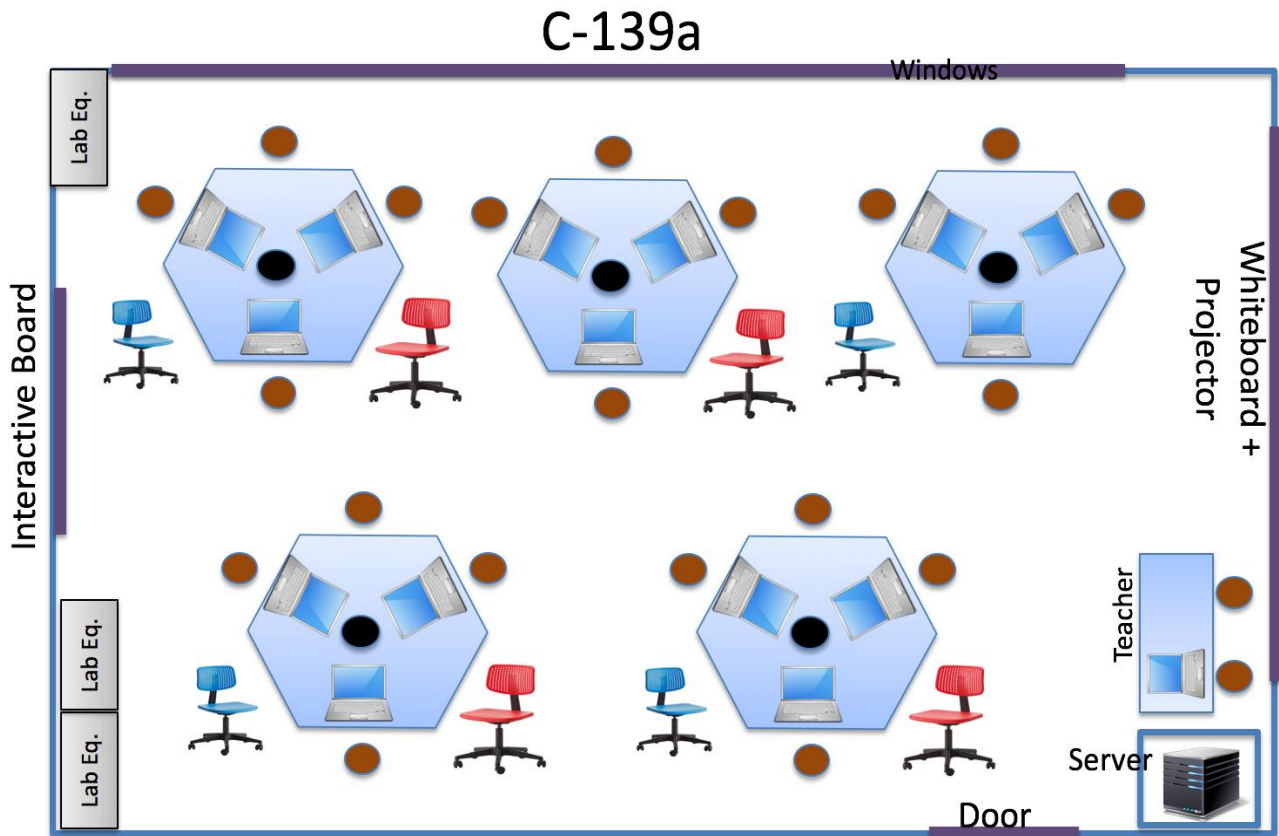 C-139a
Windows
Lab Eq.
Interactive Board
Whiteboard +
Projector
Lab Eq.
Teacher
Lab Eq.
Server
Door